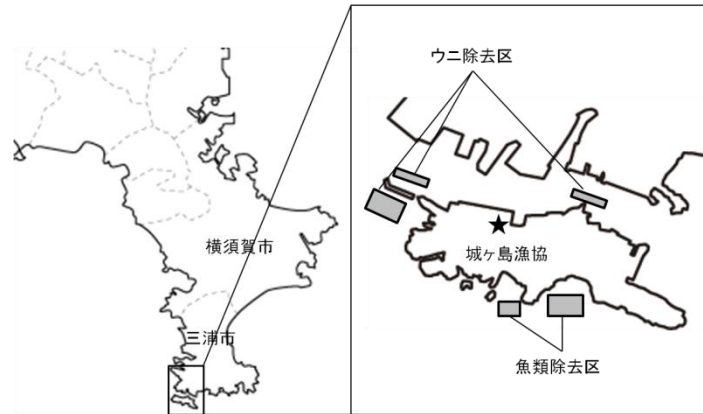 横須賀市
三浦市
ウニ除去区
城ヶ島漁協
魚類除去区